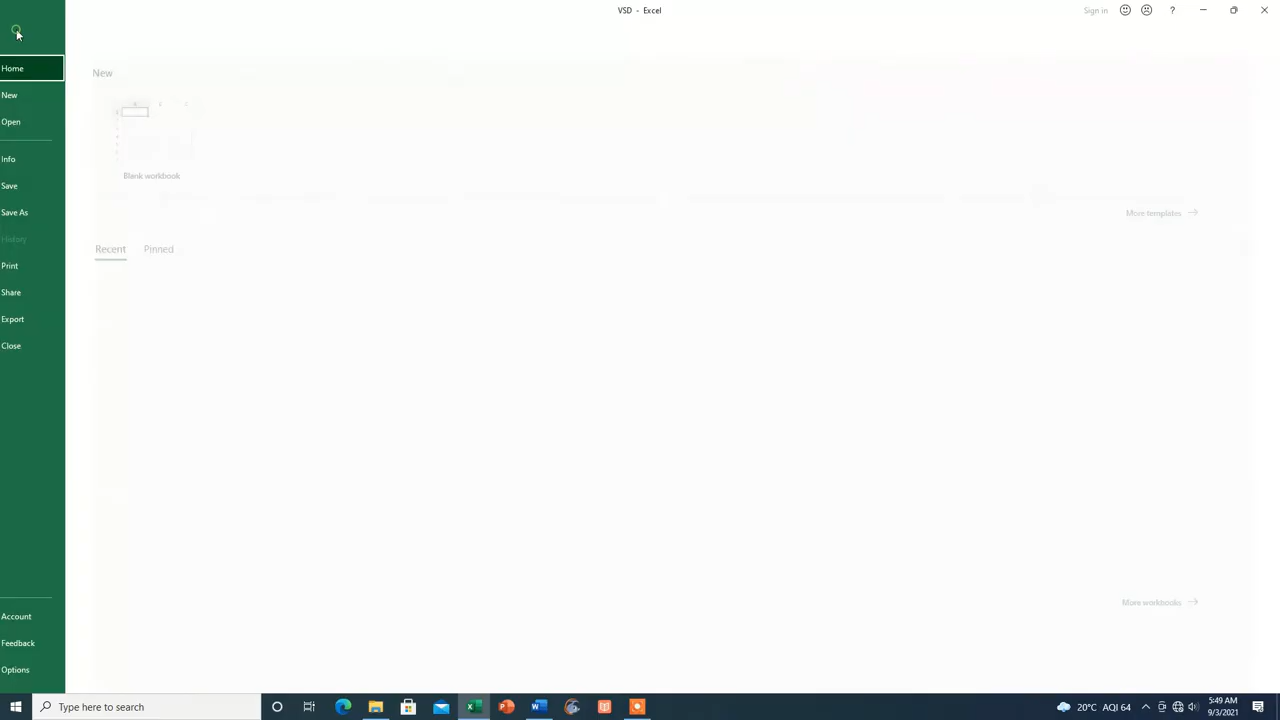 VSD - Excel
Sign in
?
Home
New
Open
Info
Save
Save As
History
Print
Share
Export
Close
Account
Feedback
Options
New
Blank workbook
More templates
Recent
Pinned
More workbooks
Type here to search
20°C AQI 64
5:49 AM
9/3/2021